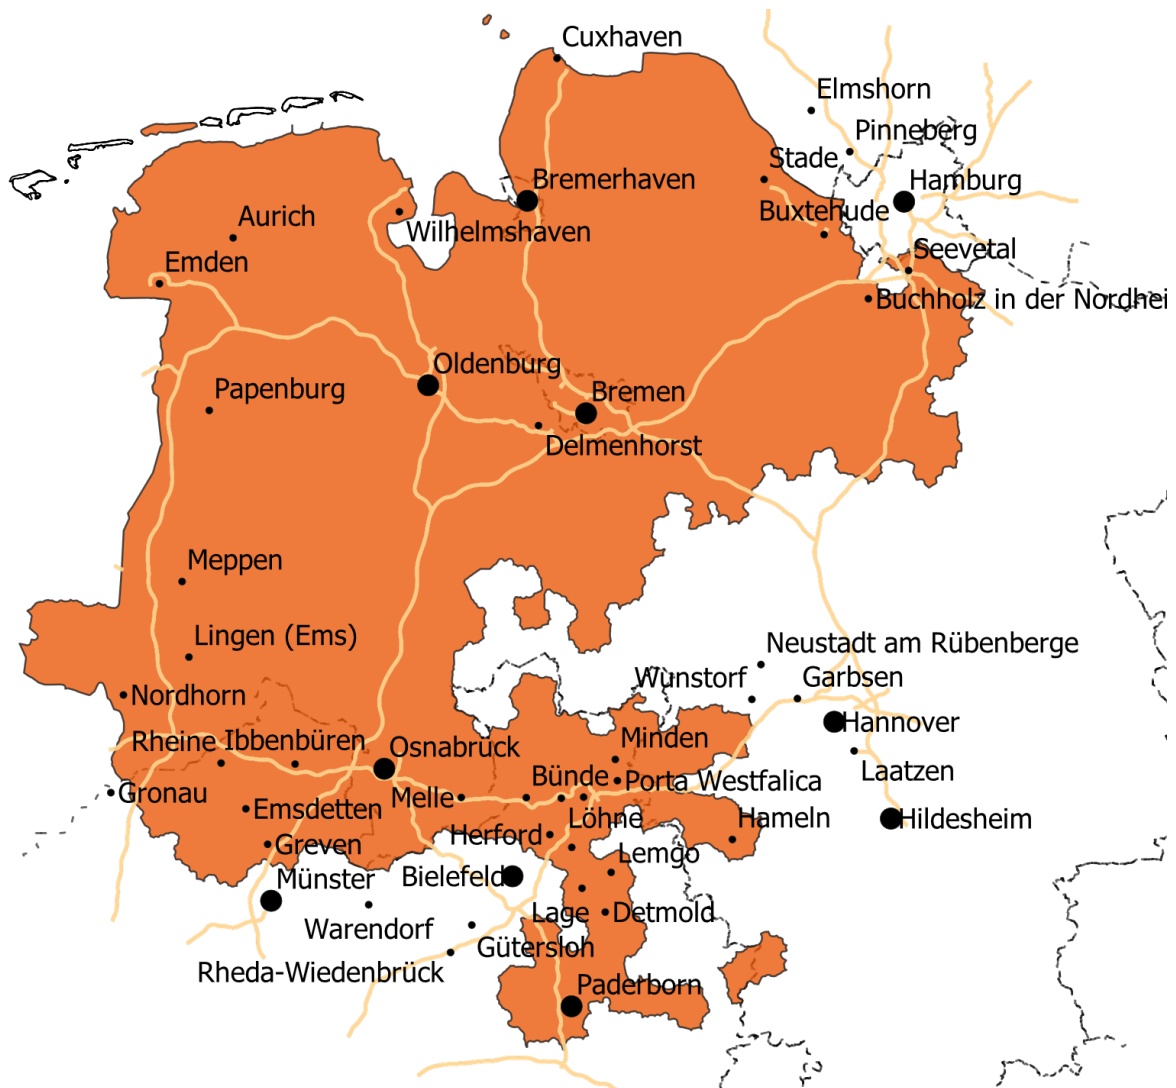 Cuxhaven
Elmshorn
Pinneberg
Stade
Bremerhaven
Hamburg
Aurich
Wilhelmshaven
Buxtehude
Seevetal
Emden
Buchholz in der Nordhei
Oldenburg
Papenburg
Bremen
Delmenhorst
Meppen
Lingen (Ems)
Neustadt am Rübenberge
Nordhorn
Wunstorf
Garbsen
Hannover
Rheine
Ibbenbüren
Osnabrück
Minden
Laatzen
Bünde
Porta Westfalica
Gronau
Emsdetten
Melle
Löhne
Hameln
Hildesheim
Greven
Herford
Lemgo
Münster
Bielefeld
Warendorf
Lage
Detmold
Gütersloh
Rheda-Wiedenbrück
Paderborn